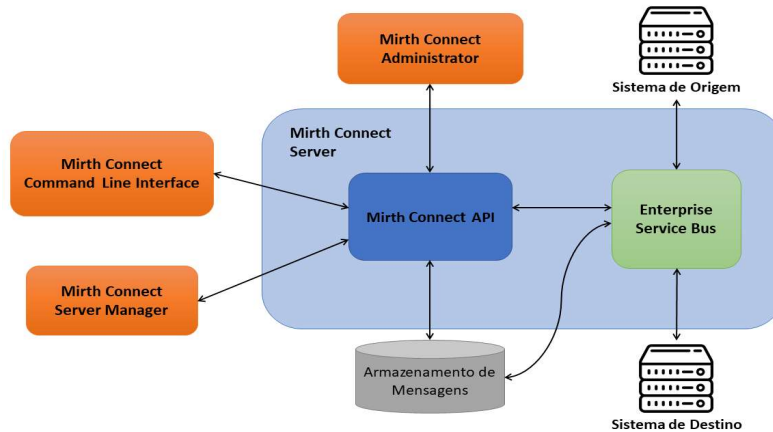 Mirth Connect
Administrator
Sistema de Origem
Mirth Connect
Server
Mirth Connect
Command Line Interface
Mirth Connect API
Enterprise
Service Bus
Mirth Connect
Server Manager
Armazenamento de
Mensagens
Sistema de Destino